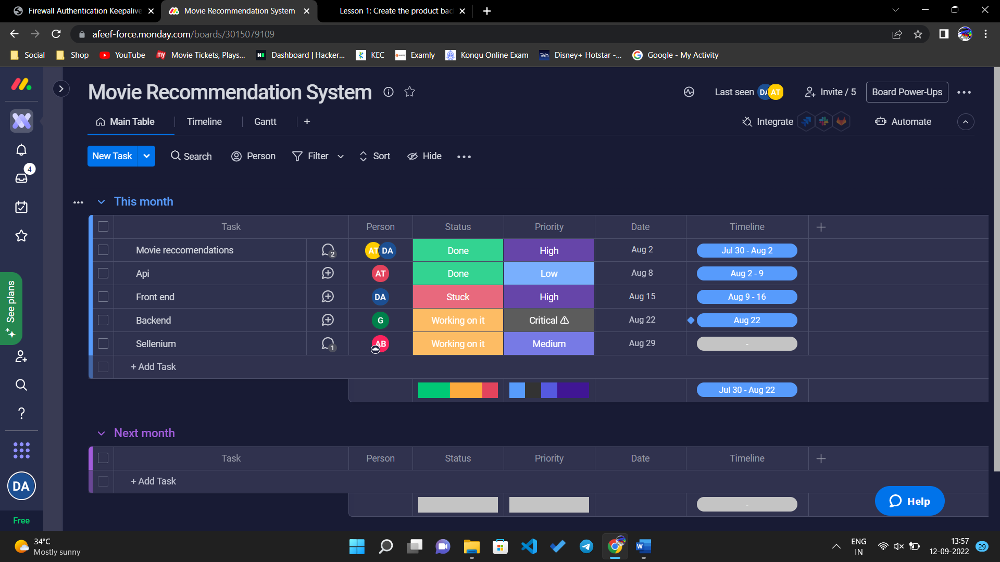 Firewall Authentication Keepalive
Movie Recommendation System
Lesson 1: Create the product bac
afeef-force.monday.com/boards/3015079109
Social Shop YouTube Movie Tickets, Plays... Dashboard | Hacker... KEC Examly Kongu Online Exam Disney+ Hotstar -... Google - My Activity
Movie Recommendation System
Last seen DA AT Invite / 5 Board Power-Ups
Main Table Timeline Gantt +
Integrate Automate
New Task Search Person Filter Sort Hide
4
This month
Task Person Status Priority Date Timeline
Movie reccomendations 2 AT DA Done High Aug 2 Jul 30 - Aug 2
Api AT Done Low Aug 8 Aug 2 - 9
Front end DA Stuck High Aug 15 Aug 9 - 16
Backend G Working on it Critical Aug 22 Aug 22
Sellenium 1 AB Working on it Medium Aug 29 -
+ Add Task
Jul 30 - Aug 22
See plans
Next month
Task Person Status Priority Date Timeline
+ Add Task
-
DA
Free
Help
34°C
Mostly sunny
ENG
IN
13:57
12-09-2022
29